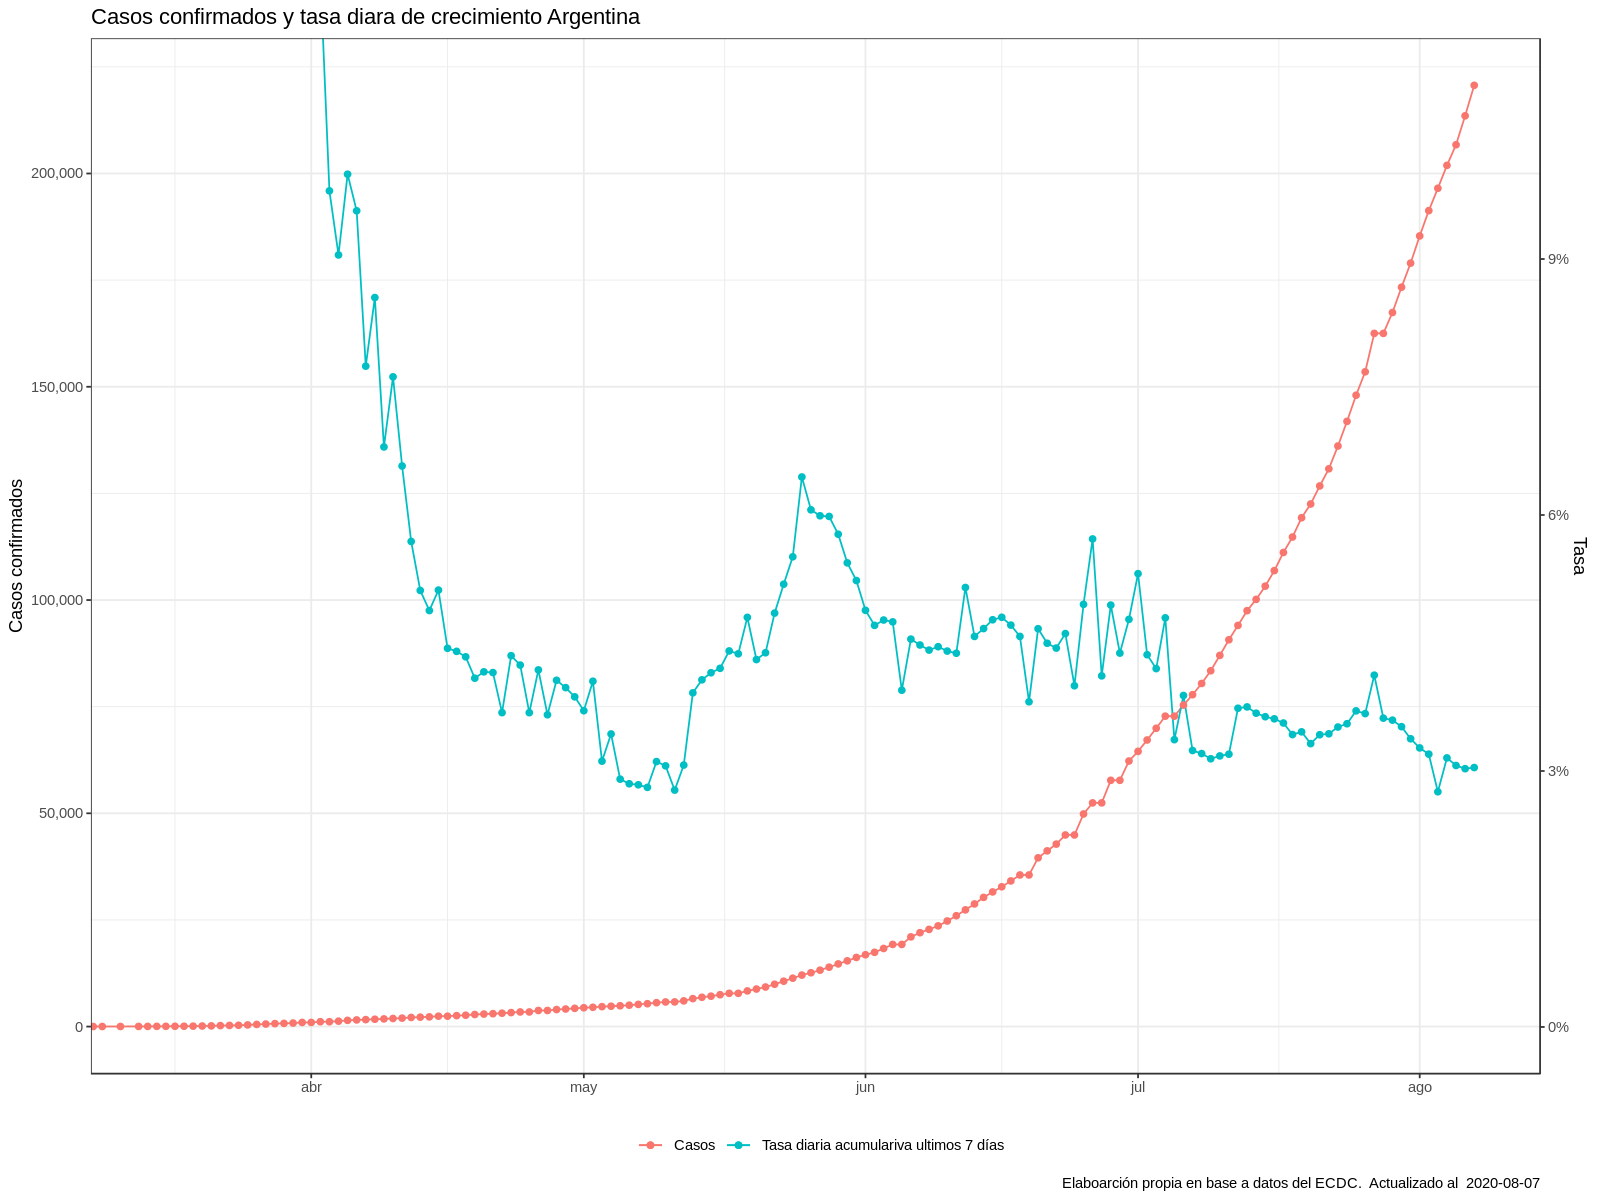 Casos confirmados y tasa diara de crecimiento Argentina
Casos confirmados
200,000
150,000
100,000
50,000
0
9%
6%
3%
0%
Tasa
abr may jun jul ago
Casos Tasa diaria acumulariva ultimos 7 días
Elaboarción propia en base a datos del ECDC. Actualizado al 2020-08-07